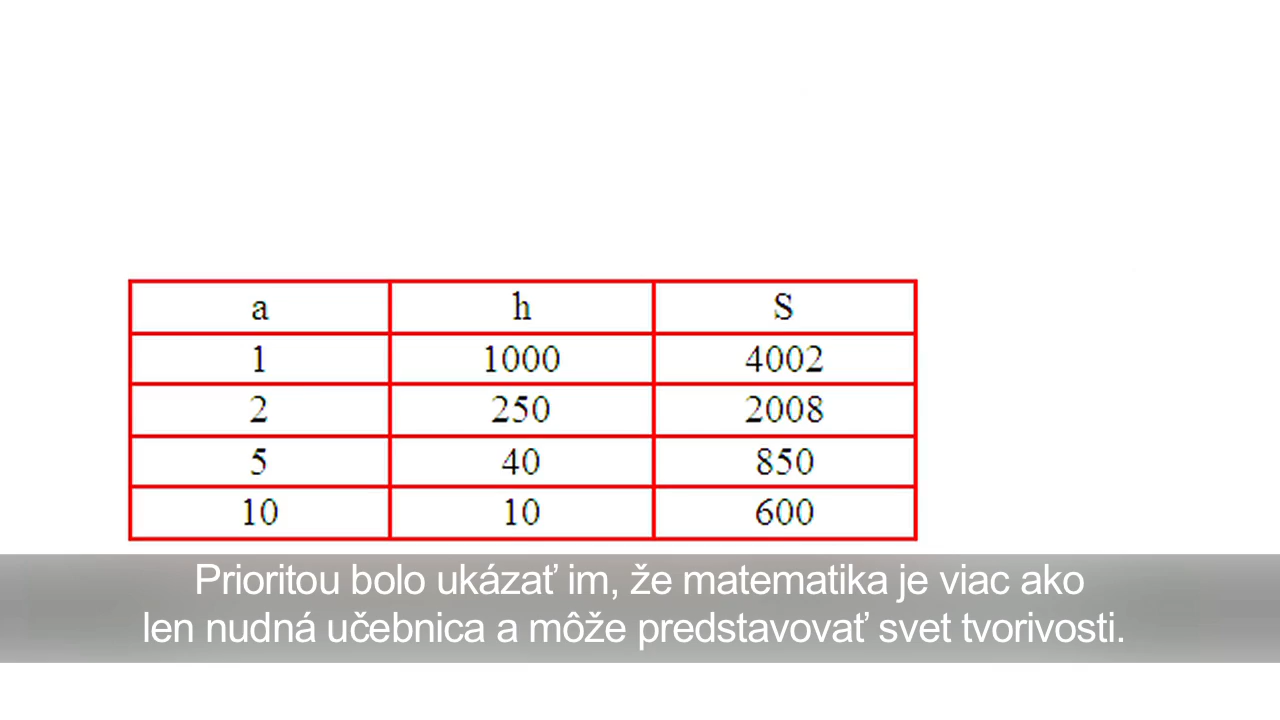 a h S
1 1000 4002
2 250 2008
5 40 850
10 10 600
Prioritou bolo ukázať im, že matematika je viac ako
len nudná učebnica a môže predstavovať svet tvorivosti.